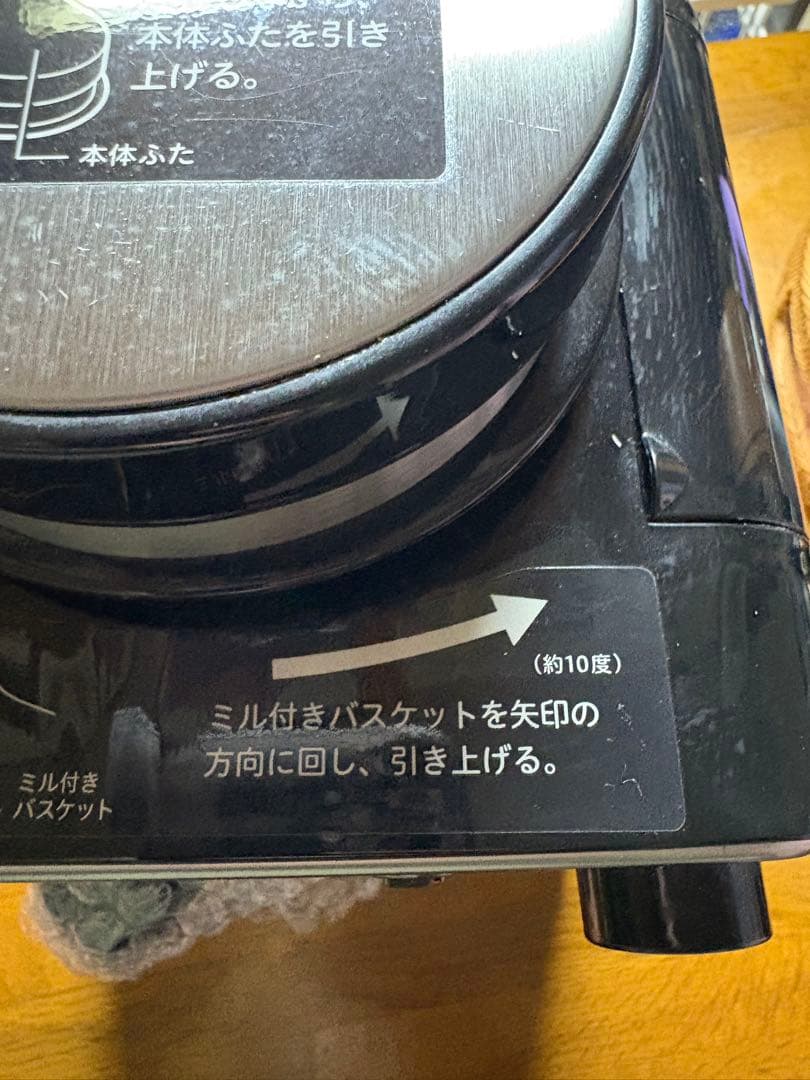 本体ふたを引き
上げる。
本体ふた
(約10度)
ミル付きバスケットを矢印の
方向に回し、引き上げる。
ミル付き
バスケット